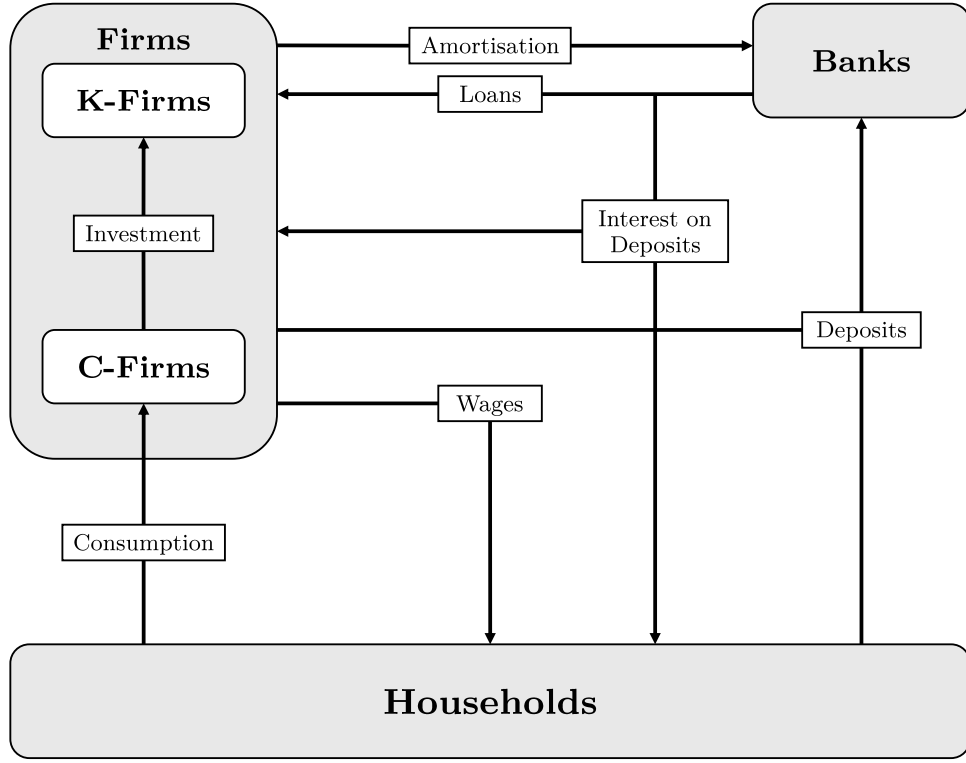 Firms
Amortisation
Banks
K-Firms
Loans
Investment
Interest on
Deposits
Deposits
C-Firms
Wages
Consumption
Households